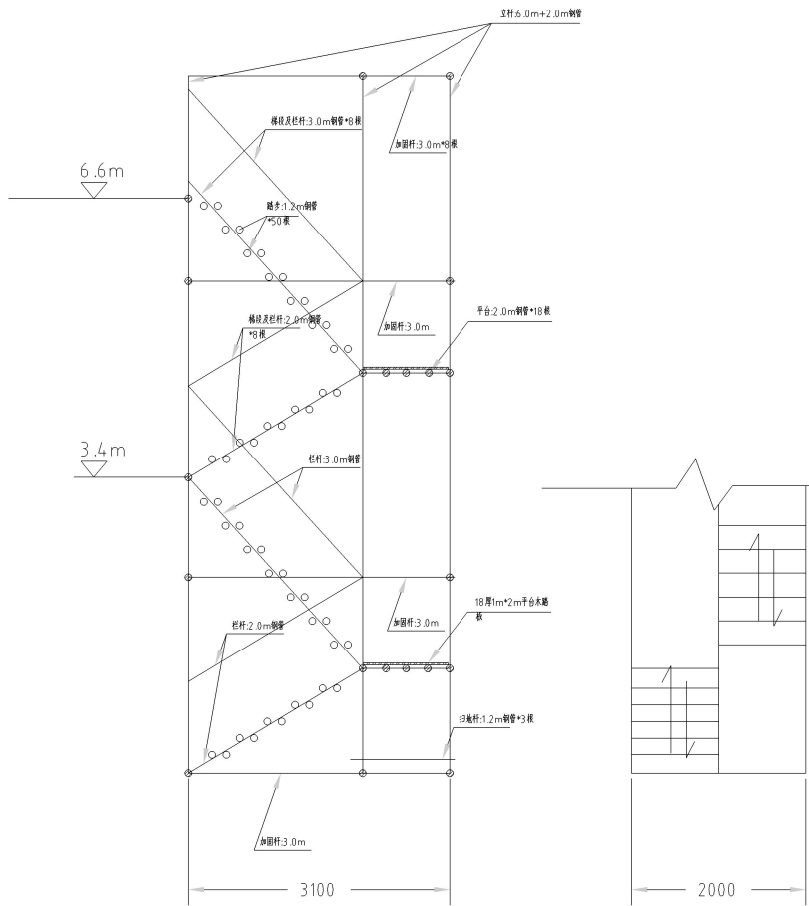 立杆:6.0m+2.0m钢管
梯段及栏杆:3.0m钢管*8根
加固杆:3.0m*8根
6.6m
踏步:1.2m钢管
*50根
平台:2.0m钢管*18根
梯段及栏杆:2.0m钢管
*8根
加固杆:3.0m
3.4m
栏杆:3.0m钢管
18厚1m*2m平台木踏
板
栏杆:2.0m钢管
加固杆:3.0m
扫地杆:1.2m钢管*3根
加固杆:3.0m
3100
2000